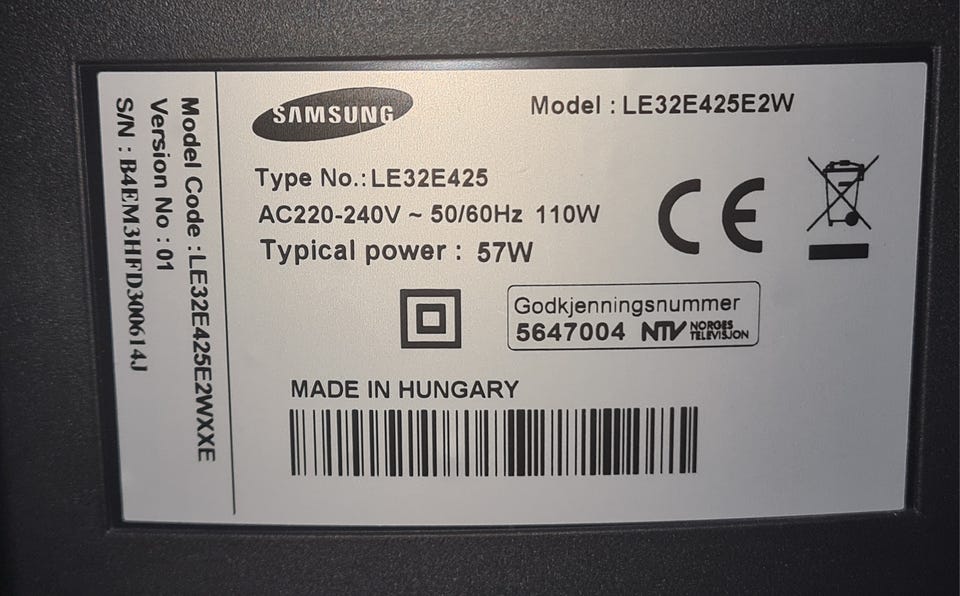 SAMSUNG
Model : LE32E425E2W
Type No.: LE32E425
AC220-240V ~ 50/60Hz 110W
Typical power : 57W
CE
Godkjenningsnummer
5647004 NTV NORGES TELEVISJON
MADE IN HUNGARY
Model Code : LE32E425E2WXXE
Version No : 01
S/N : B4EM3HFD300614J